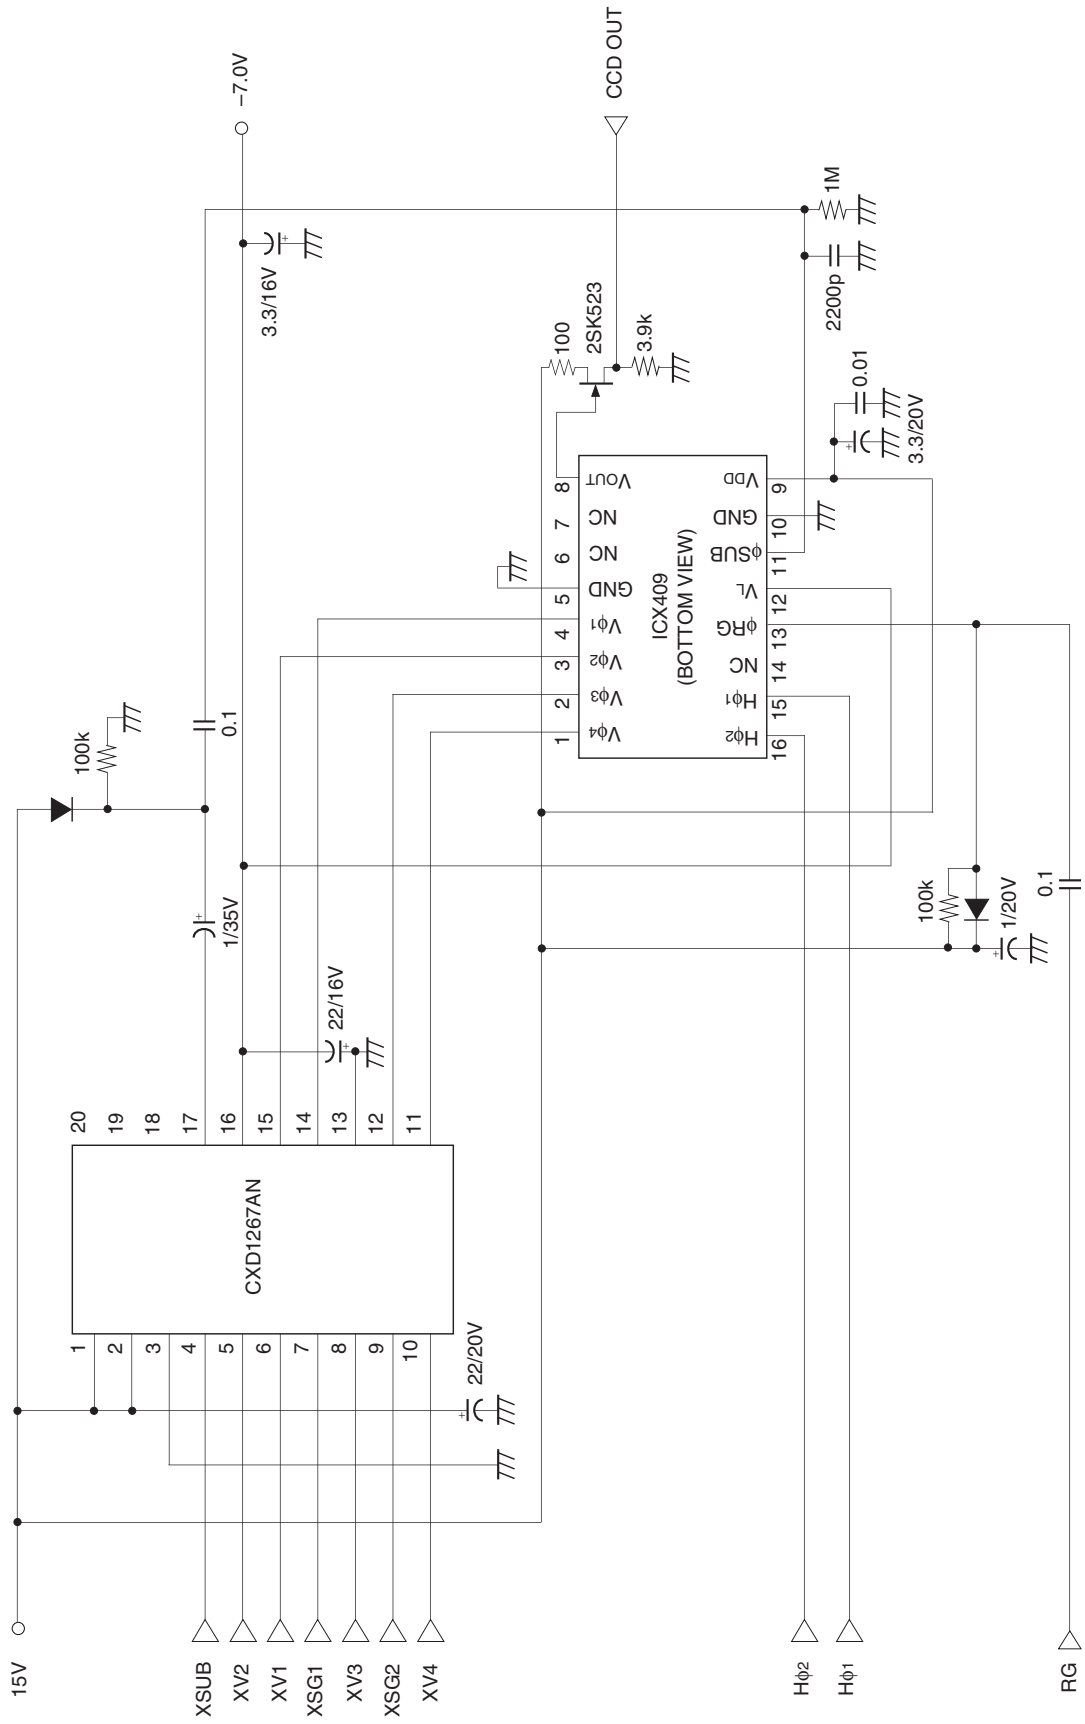 15V
XSUB
XV2
XV1
XSG1
XV3
XSG2
XV4
Hϕ2
Hϕ1
RG
1
2
3
4
5
6
7
8
9
10
22/20V
CXD1267AN
20
19
18
17
16
15
14
13
12
11
22/16V
1/35V
100k
0.1
3.3/16V
–7.0V
CCD OUT
100
2SK523
3.9k
1
2
3
4
5
6
7
8
Vϕ4
Vϕ3
Vϕ2
Vϕ1
GND
NC
NC
VOUT
ICX409
(BOTTOM VIEW)
Hϕ2
Hϕ1
NC
ϕRG
VL
ϕSUB
GND
VDD
16
15
14
13
12
11
10
9
3.3/20V
0.01
2200p
1M
100k
1/20V
0.1